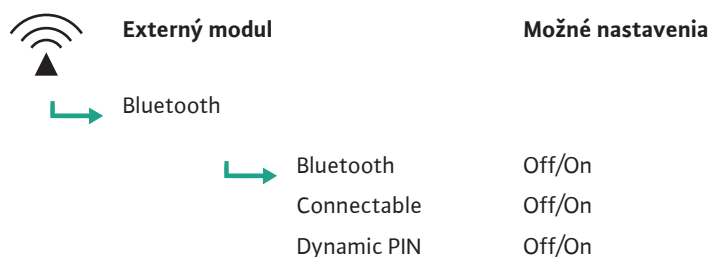 Externý modul Možné nastavenia
Bluetooth
Bluetooth Off/On
Connectable Off/On
Dynamic PIN Off/On